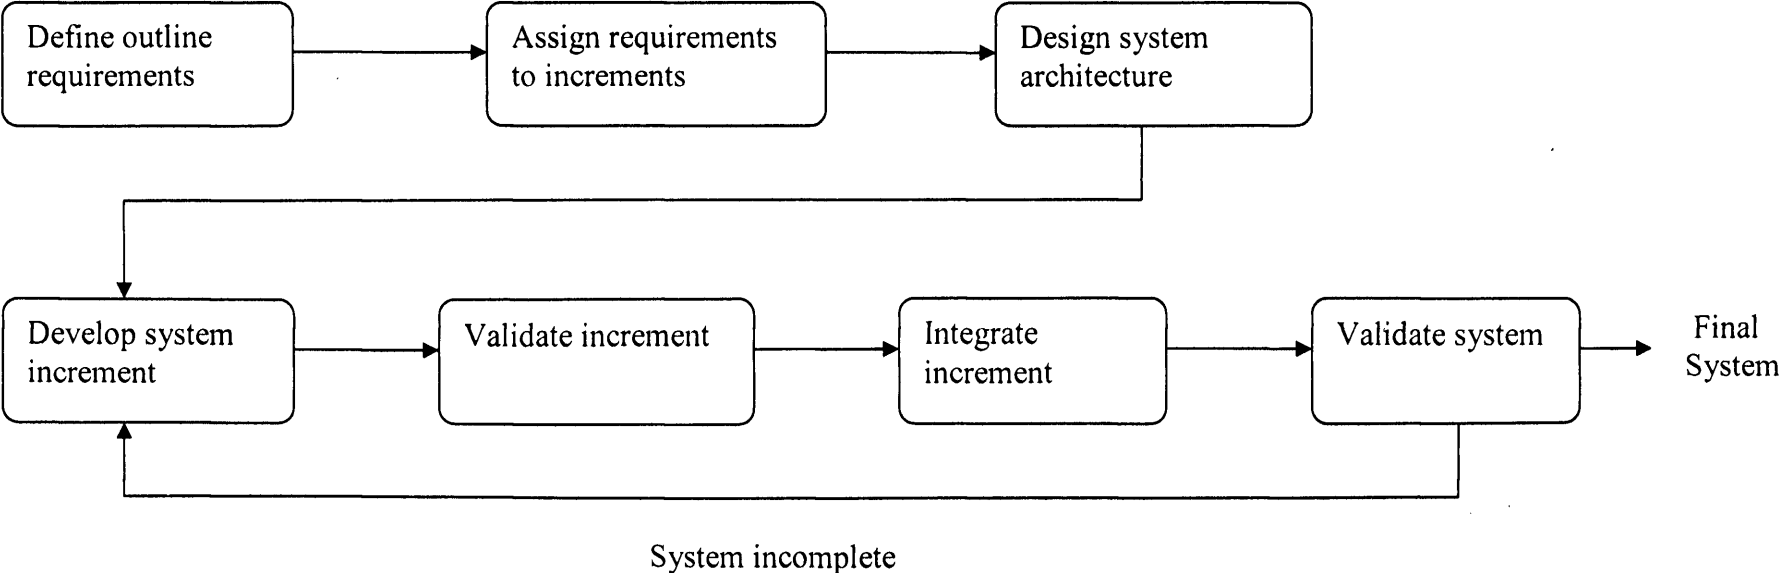 Define outline
requirements
Assign requirements
to increments
Design system
architecture
Develop system
increment
Validate increment
Integrate
increment
Validate system
Final
System
System incomplete